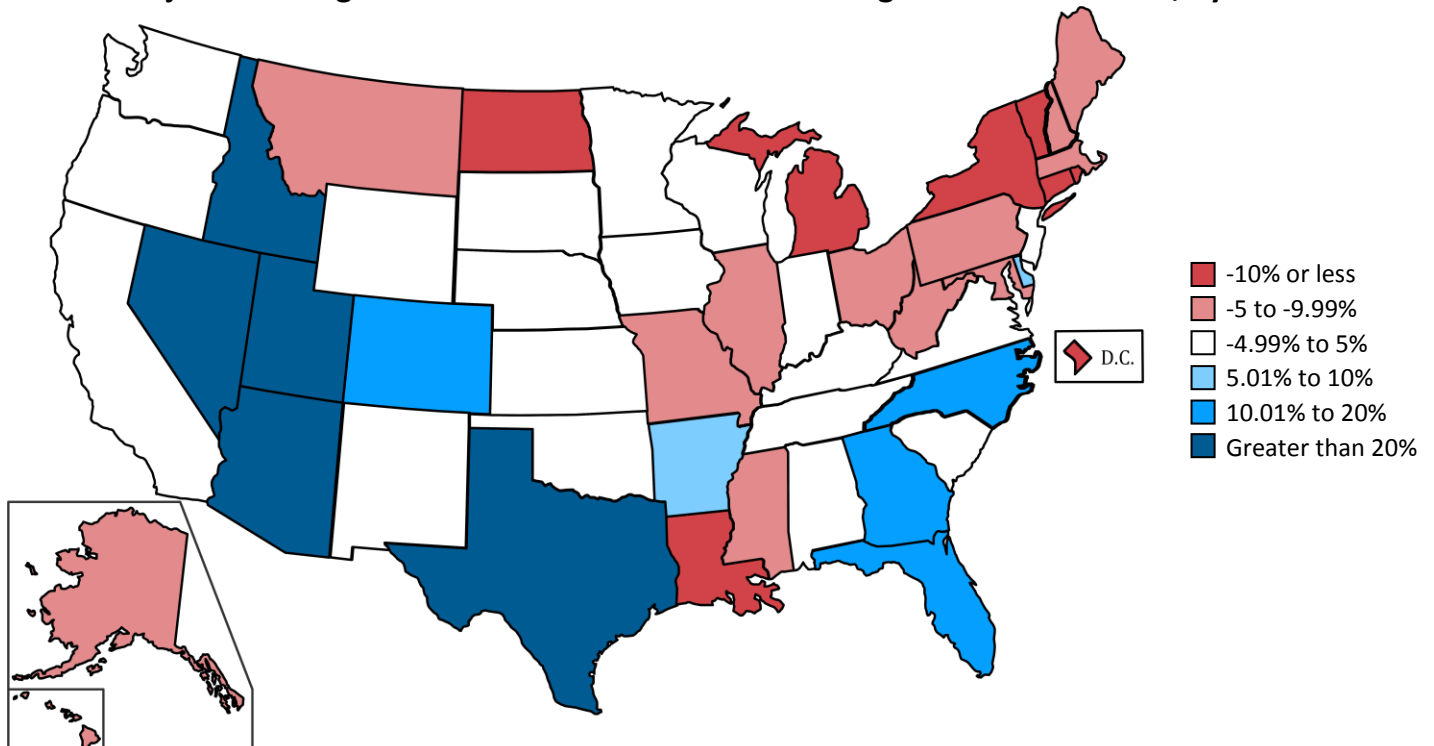 -10% or less
-5 to -9.99%
-4.99% to 5%
5.01% to 10%
10.01% to 20%
Greater than 20%
D.C.